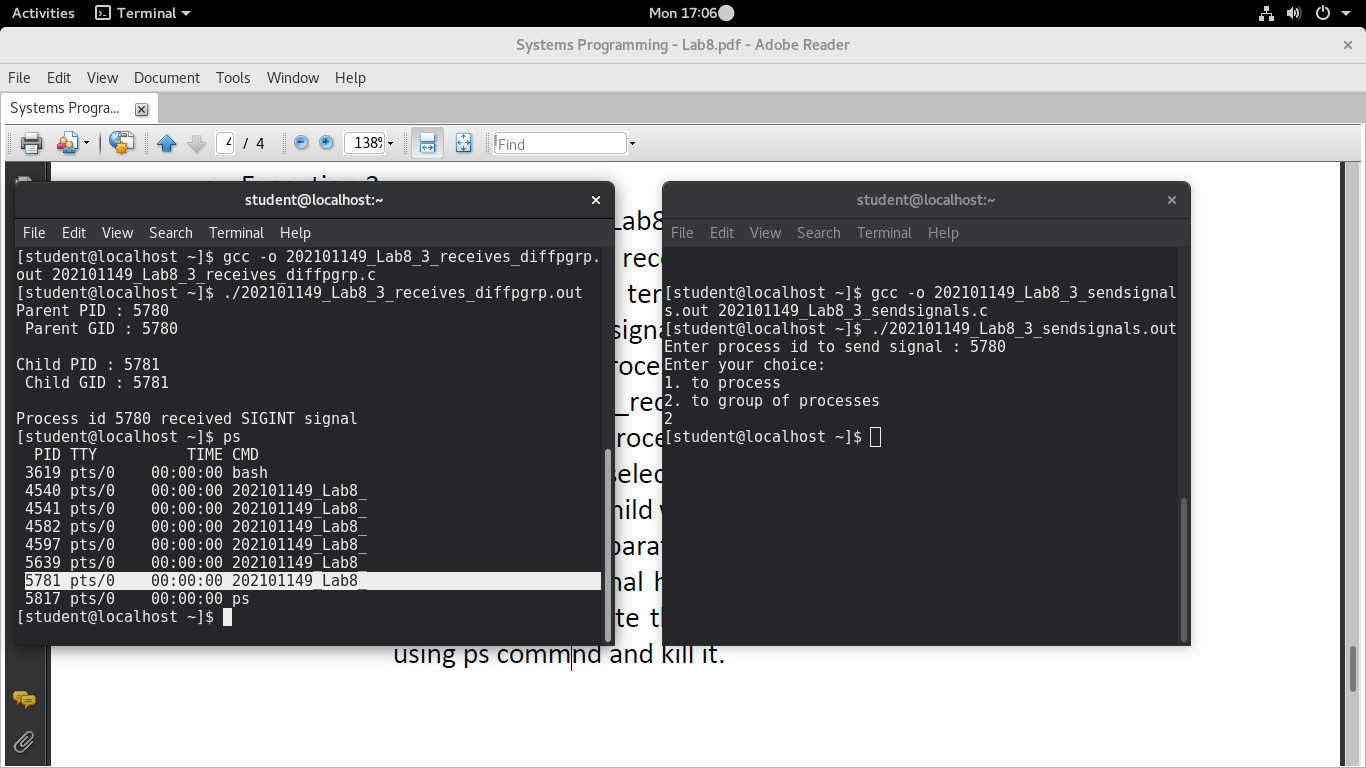 Activities Terminal Mon 17:06
Systems Programming - Lab8.pdf - Adobe Reader
File Edit View Document Tools Window Help
Systems Progra...
4 / 4 138% Find
student@localhost:~
File Edit View Search Terminal Help
[student@localhost ~]$ gcc -o 202101149_Lab8_3_receives_diffpgrp.
out 202101149_Lab8_3_receives_diffpgrp.c
[student@localhost ~]$ ./202101149_Lab8_3_receives_diffpgrp.out
Parent PID : 5780
Parent GID : 5780
Child PID : 5781
Child GID : 5781
Process id 5780 received SIGINT signal
[student@localhost ~]$ ps
PID TTY TIME CMD
3619 pts/0 00:00:00 bash
4540 pts/0 00:00:00 202101149_Lab8_
4541 pts/0 00:00:00 202101149_Lab8_
4582 pts/0 00:00:00 202101149_Lab8_
4597 pts/0 00:00:00 202101149_Lab8_
5639 pts/0 00:00:00 202101149_Lab8_
5781 pts/0 00:00:00 202101149_Lab8_
5817 pts/0 00:00:00 ps
[student@localhost ~]$
student@localhost:~
File Edit View Search Terminal Help
[student@localhost ~]$ gcc -o 202101149_Lab8_3_sendsignal
s.out 202101149_Lab8_3_sendsignals.c
[student@localhost ~]$ ./202101149_Lab8_3_sendsignals.out
Enter process id to send signal : 5780
Enter your choice:
1. to process
2. to group of processes
2
[student@localhost ~]$
using ps commnd and kill it.